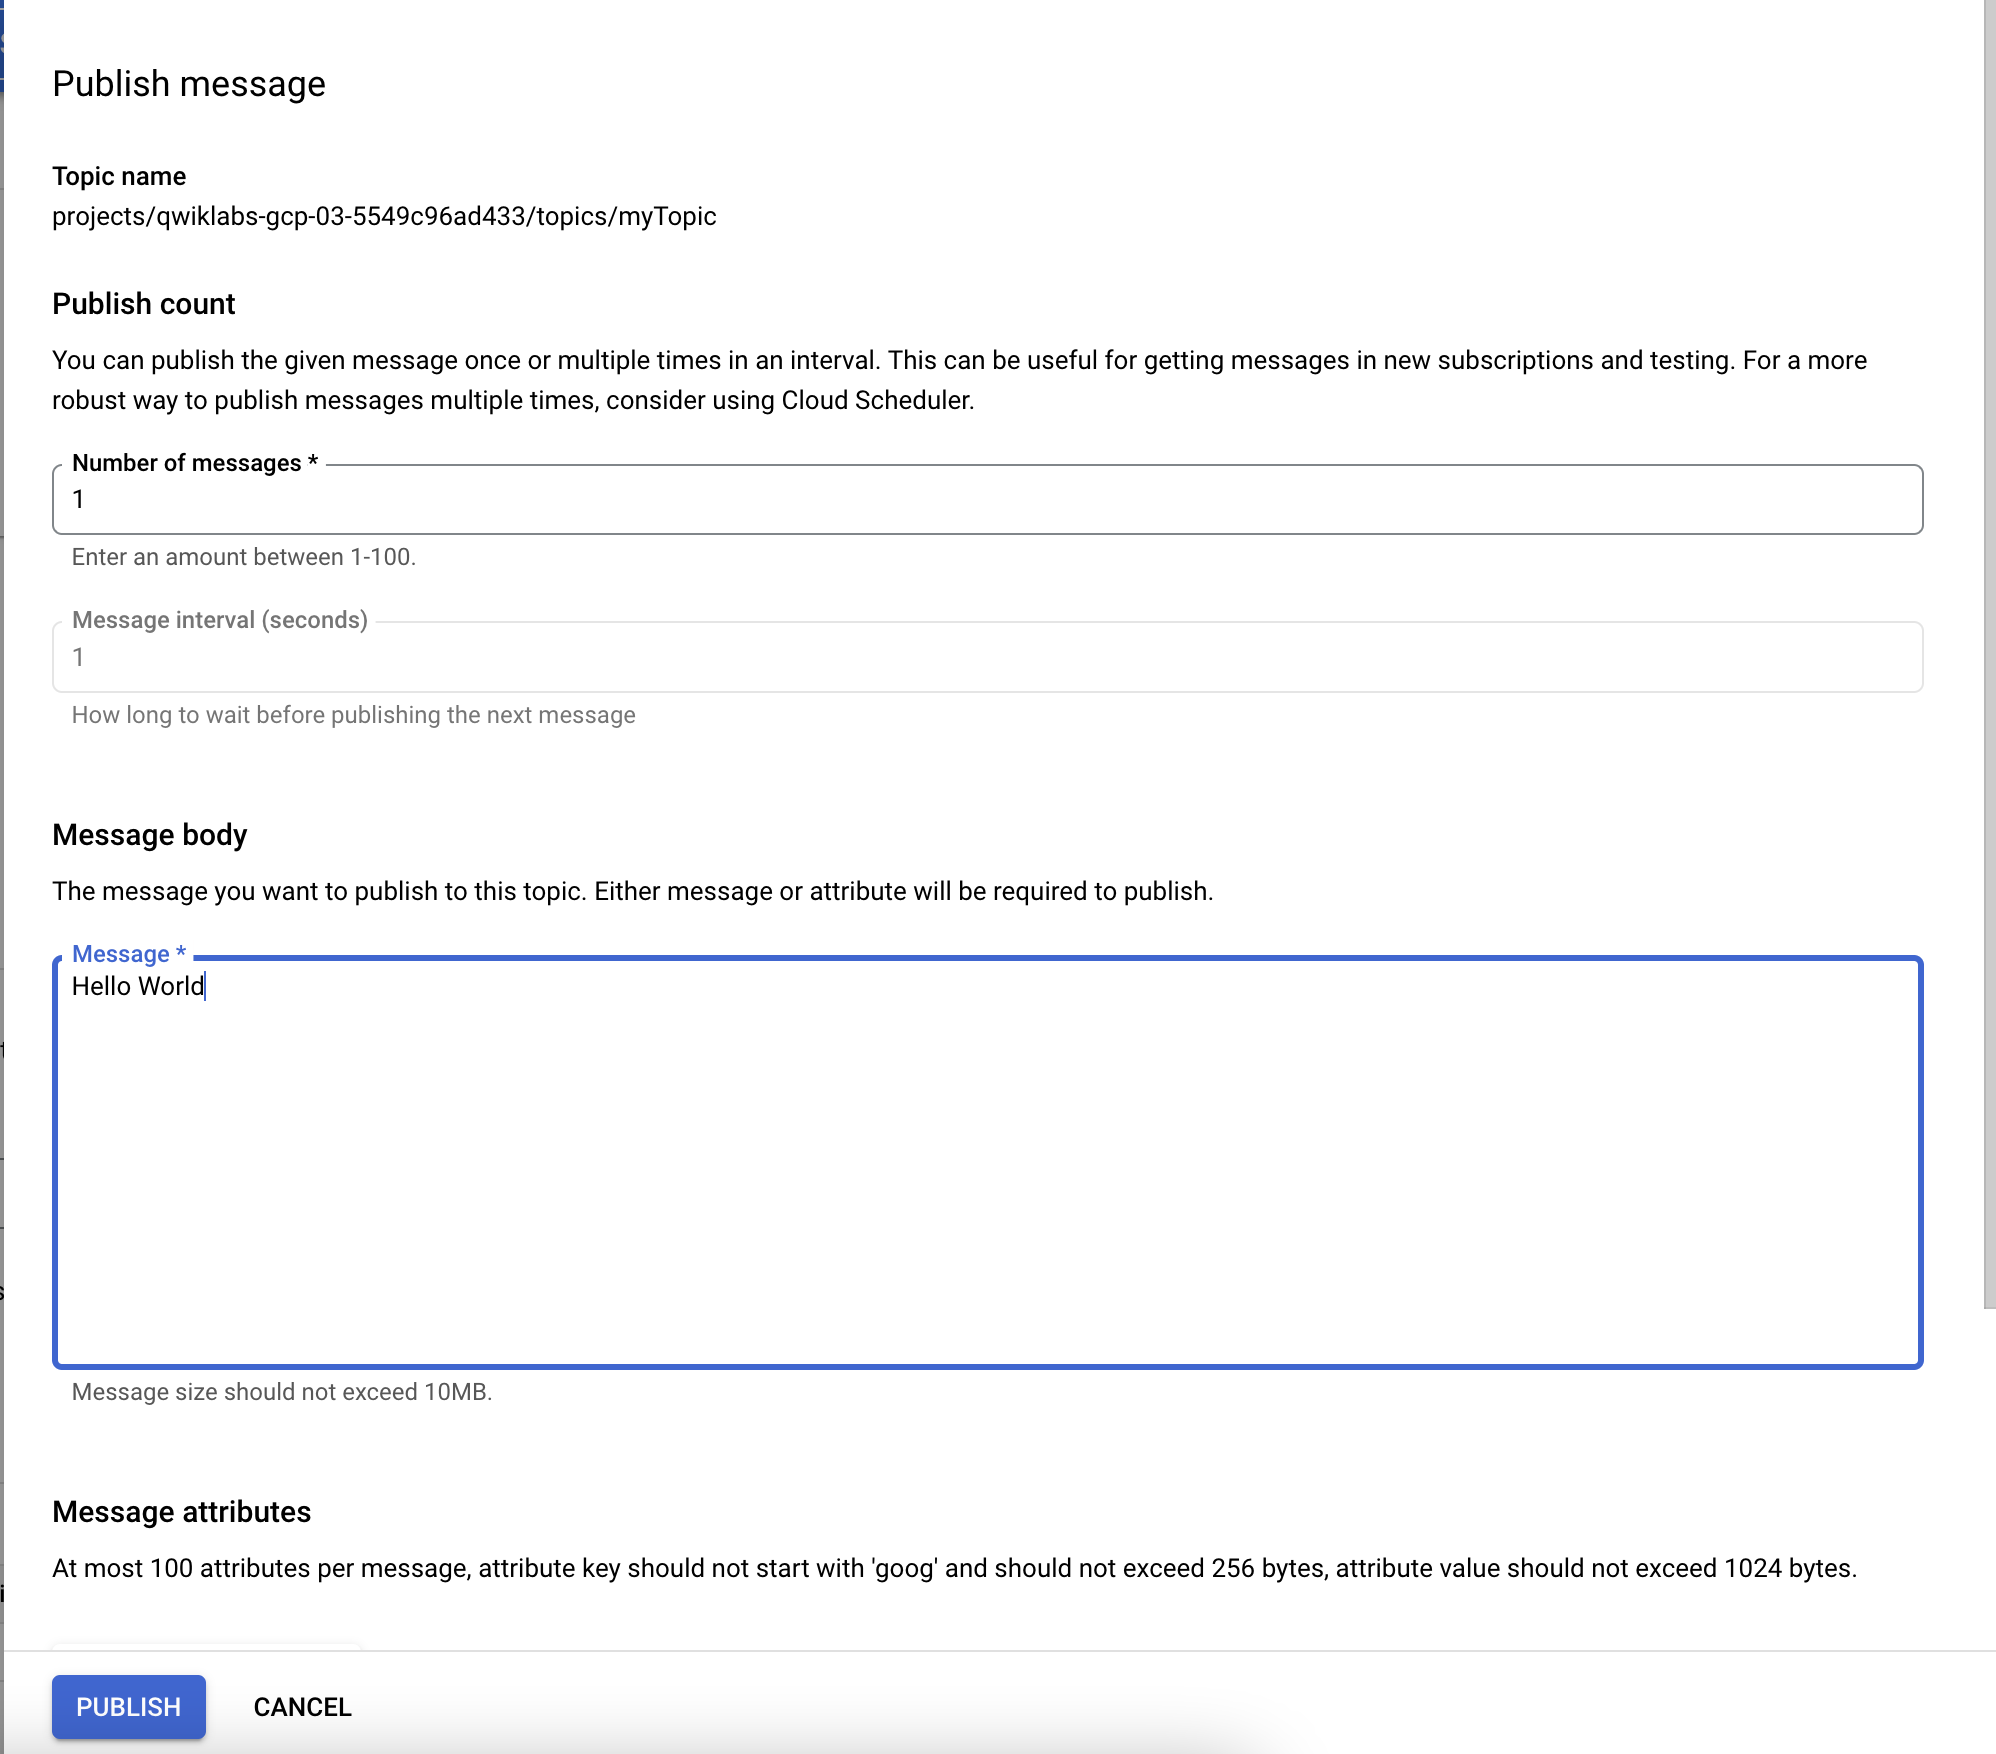 Publish message
Topic name
projects/qwiklabs-gcp-03-5549c96ad433/topics/myTopic
Publish count
You can publish the given message once or multiple times in an interval. This can be useful for getting messages in new subscriptions and testing. For a more
robust way to publish messages multiple times, consider using Cloud Scheduler.
Number of messages *
1
Enter an amount between 1-100.
Message interval (seconds)
1
How long to wait before publishing the next message
Message body
The message you want to publish to this topic. Either message or attribute will be required to publish.
Message *
Hello World
Message size should not exceed 10MB.
Message attributes
At most 100 attributes per message, attribute key should not start with 'goog' and should not exceed 256 bytes, attribute value should not exceed 1024 bytes.
PUBLISH CANCEL